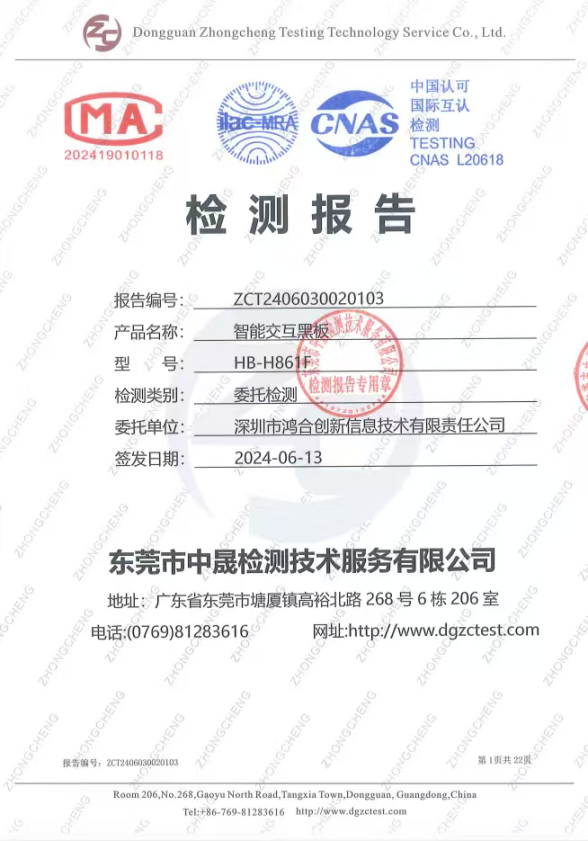 Dongguan Zhongcheng Testing Technology Service Co., Ltd.
MA
202419010118
ilac-MRA
CNAS
中国认可
国际互认
检测
TESTING
CNAS L20618
检测报告
报告编号： ZCT2406030020103
产品名称： 智能交互黑板
型 号： HB-H861F
检测类别： 委托检测
委托单位： 深圳市鸿合创新信息技术有限责任公司
签发日期： 2024-06-13
检测报告专用章
东莞市中晟检测技术服务有限公司
地址：广东省东莞市塘厦镇高裕北路 268 号 6 栋 206 室
电话:(0769)81283616 网址:http://www.dgzctest.com
报告编号：ZCT2406030020103 第 1页共 22页
Room 206,No.268,Gaoyu North Road,Tangxia Town,Dongguan, Guangdong,China
Tel:+86-769-81283616 http://www.dgzctest.com
ZHONGCHENG